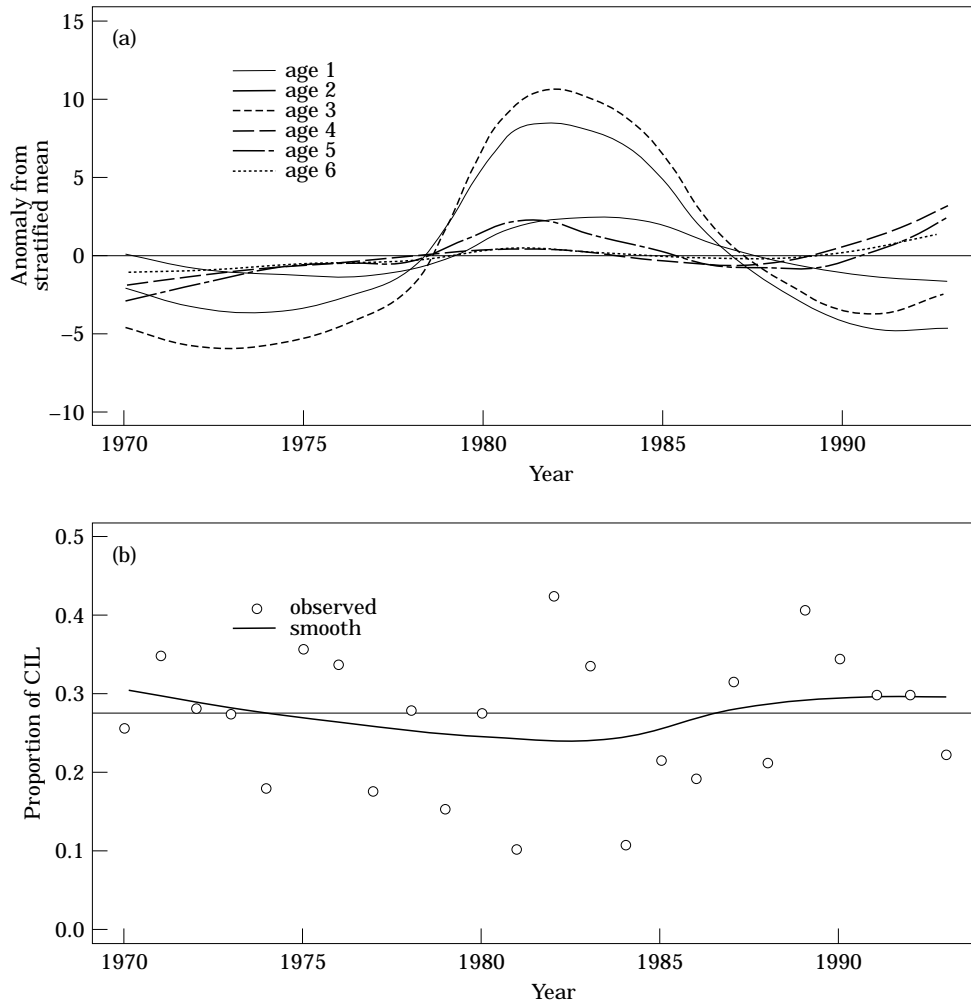 15
(a)
age 1
age 2
age 3
age 4
age 5
age 6
10
5
0
−5
−10
Anomaly from
stratified mean
1970
1975
1980
1985
1990
Year
0.5
(b)
observed
smooth
0.4
0.3
0.2
0.1
0.0
Proportion of CIL
1970
1975
1980
1985
1990
Year